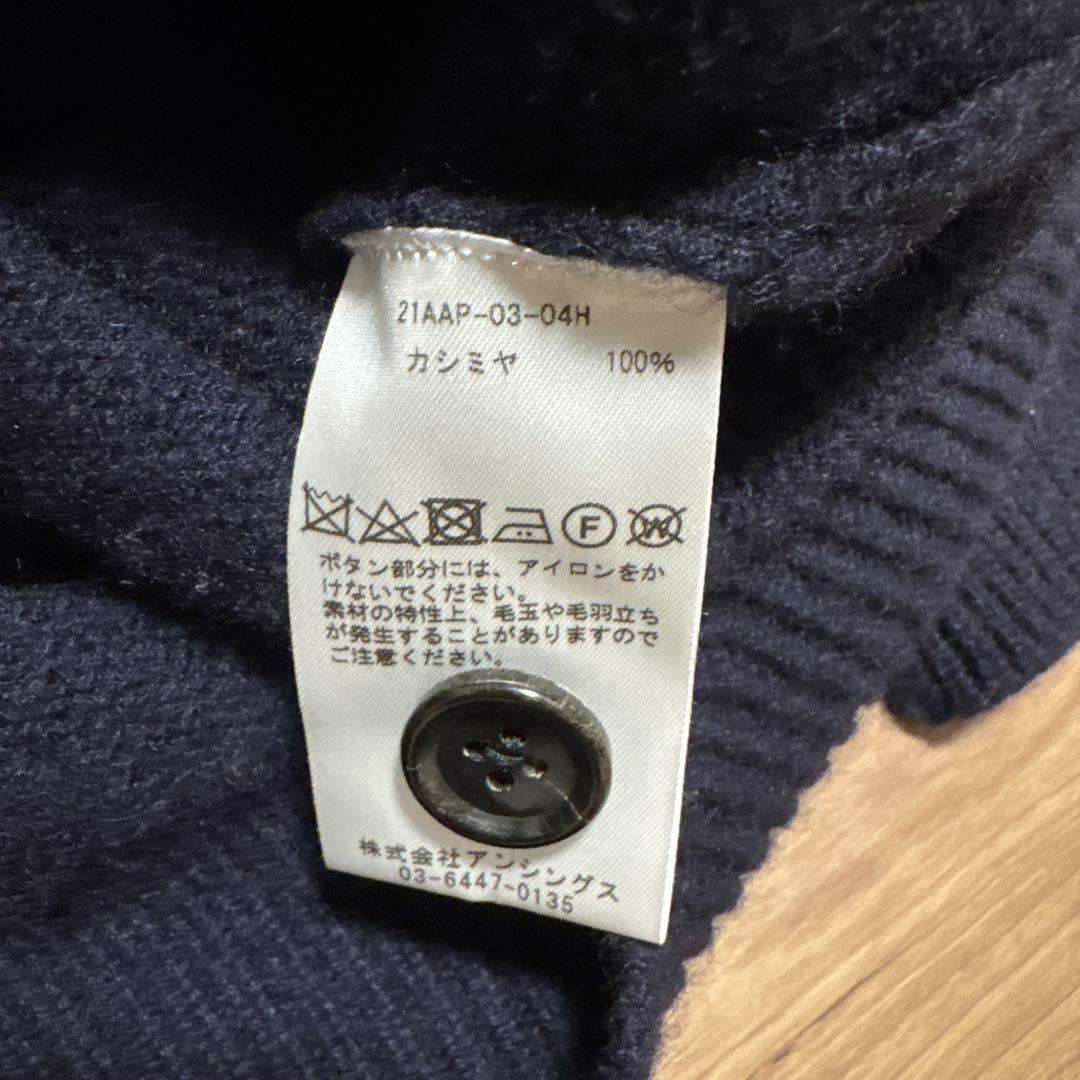 21AAP-03-04H
カシミヤ 100%
F W
ボタン部分には、アイロンをか
けないでください。
素材の特性上、毛玉や毛羽立ち
が発生することがありますので
ご注意ください。
株式会社アンシングス
03-6447-0135